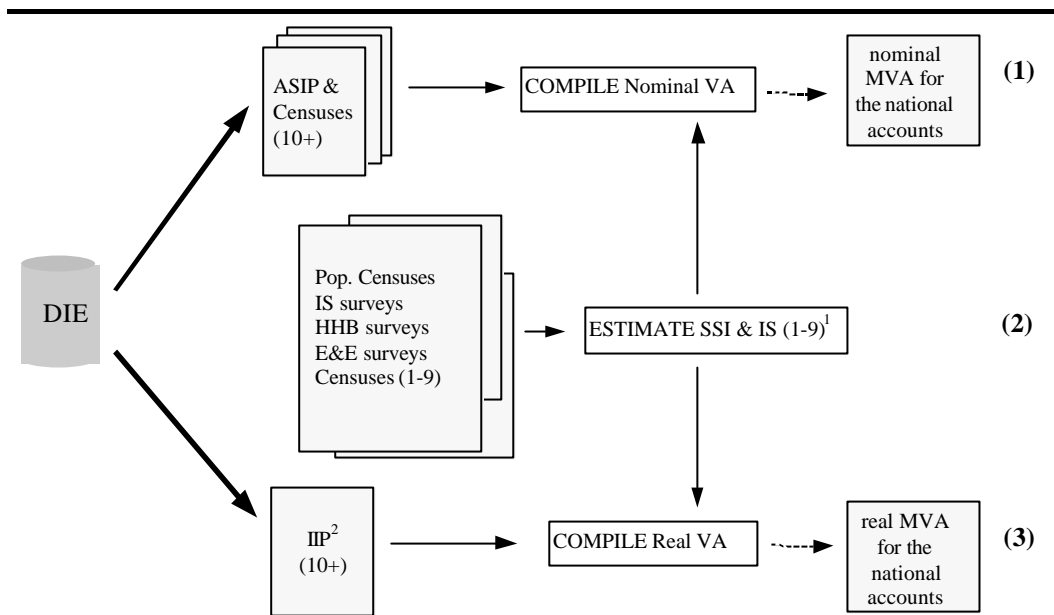 ASIP &
Censuses
(10+)
COMPILE Nominal VA
nominal
MVA for
the national
accounts
(1)
DIE
Pop. Censuses
IS surveys
HHB surveys
E&E surveys
Censuses (1-9)
ESTIMATE SSI & IS (1-9)¹
(2)
IIP²
(10+)
COMPILE Real VA
real MVA
for the
national
accounts
(3)